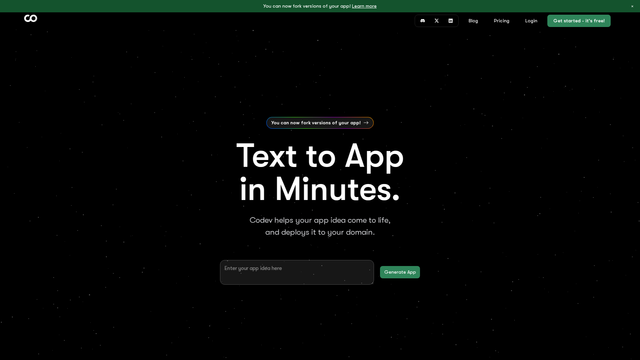 You can now fork versions of your app! Learn more
×
CO
Blog
Pricing
Login
Get started - it's free!
You can now fork versions of your app! →
Text to App
in Minutes.
Codev helps your app idea come to life,
and deploys it to your domain.
Enter your app idea here
Generate App